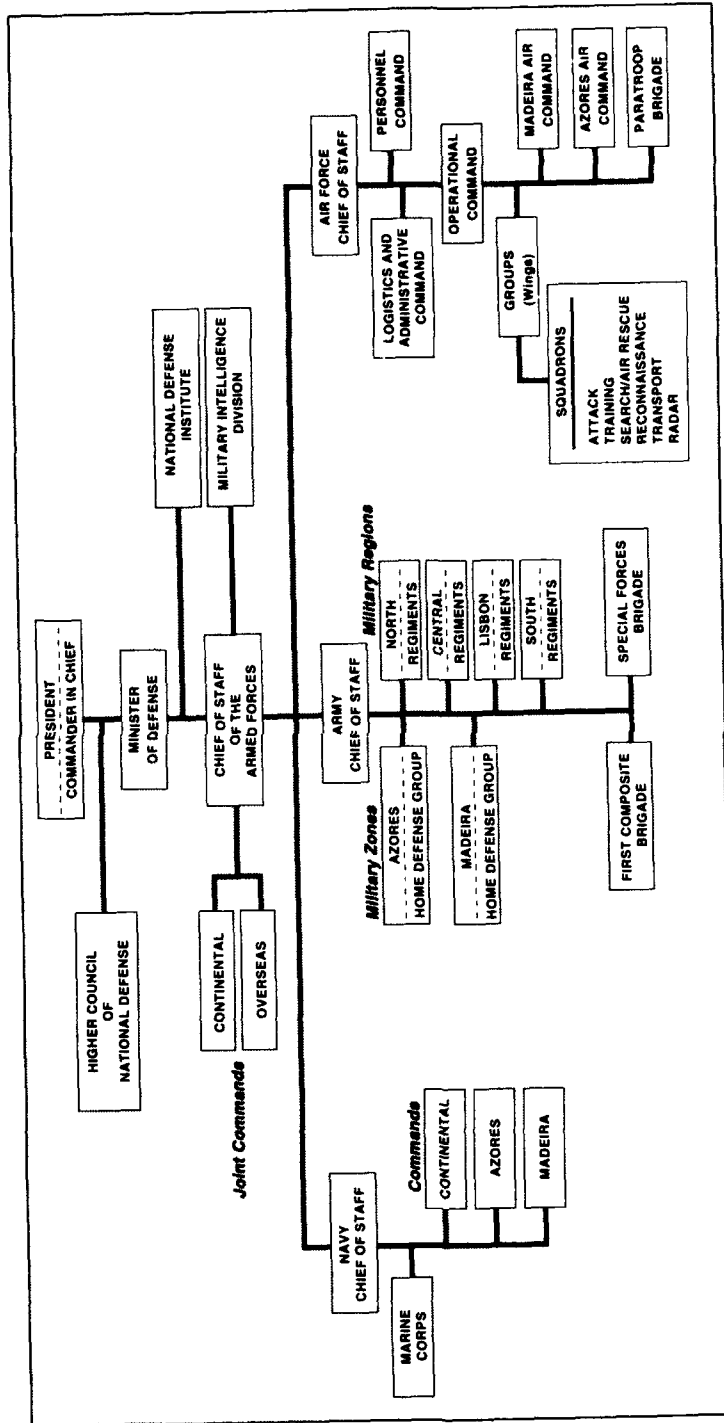 PRESIDENT
COMMANDER IN CHIEF
HIGHER COUNCIL
OF
NATIONAL DEFENSE
MINISTER
OF DEFENSE
NATIONAL DEFENSE
INSTITUTE
MILITARY INTELLIGENCE
DIVISION
CHIEF OF STAFF
OF THE
ARMED FORCES
Joint Commands
CONTINENTAL
OVERSEAS
NAVY
CHIEF OF STAFF
MARINE
CORPS
Commands
CONTINENTAL
AZORES
MADEIRA
ARMY
CHIEF OF STAFF
Military Zones
AZORES
HOME DEFENSE GROUP
MADEIRA
HOME DEFENSE GROUP
Military Regions
NORTH
REGIMENTS
CENTRAL
REGIMENTS
LISBON
REGIMENTS
SOUTH
REGIMENTS
FIRST COMPOSITE
BRIGADE
SPECIAL FORCES
BRIGADE
AIR FORCE
CHIEF OF STAFF
PERSONNEL
COMMAND
LOGISTICS AND
ADMINISTRATIVE
COMMAND
OPERATIONAL
COMMAND
GROUPS
(Wings)
MADEIRA AIR
COMMAND
AZORES AIR
COMMAND
PARATROOP
BRIGADE
SQUADRONS
ATTACK
TRAINING
SEARCH/AIR RESCUE
RECONNAISSANCE
TRANSPORT
RADAR